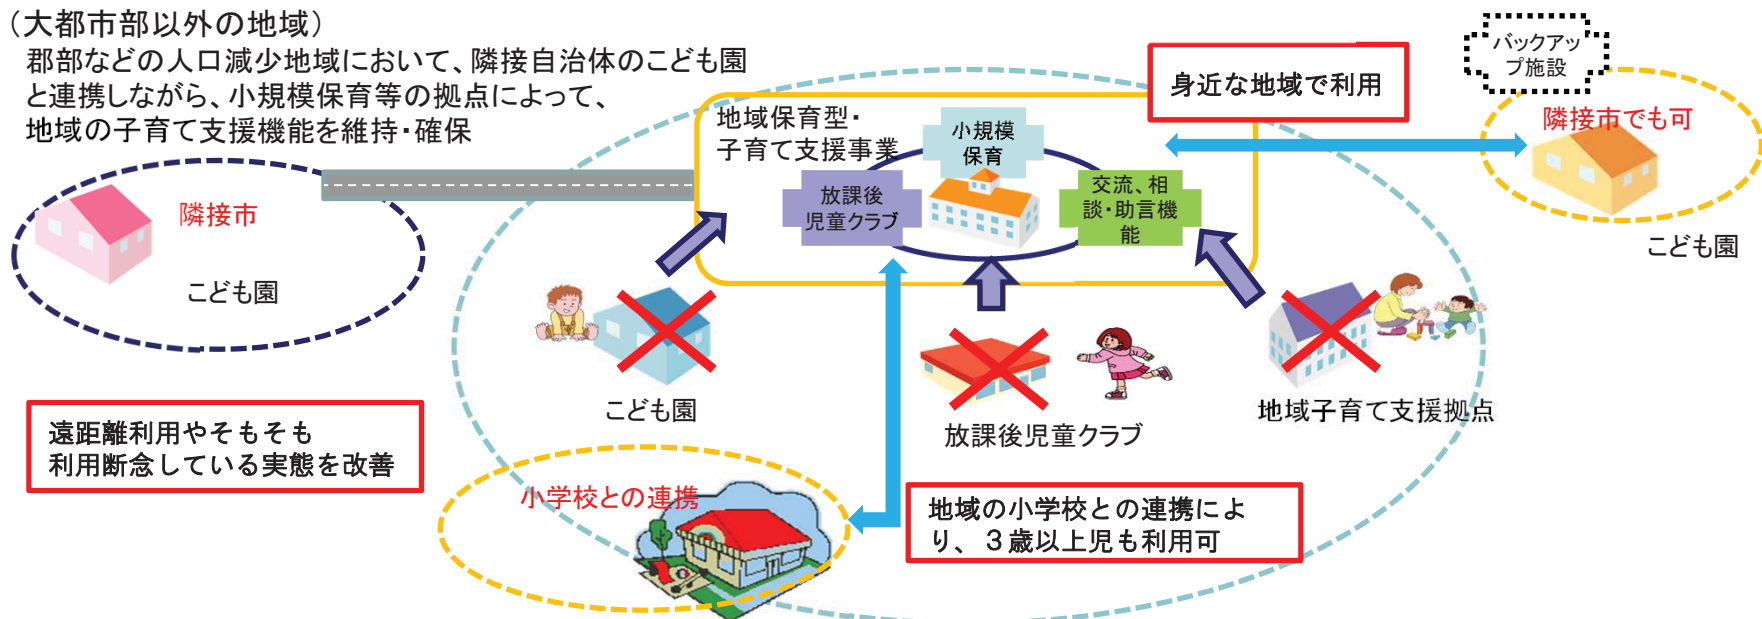 （大都市部以外の地域）
郡部などの人口減少地域において、隣接自治体のこども園
と連携しながら、小規模保育等の拠点によって、
地域の子育て支援機能を維持・確保
バックアッ
プ施設
身近な地域で利用
地域保育型・
子育て支援事業
小規模
保育
隣接市でも可
放課後
児童クラブ
交流、相
談・助言機
能
隣接市
こども園
こども園
こども園
放課後児童クラブ
地域子育て支援拠点
遠距離利用やそもそも
利用断念している実態を改善
小学校との連携
地域の小学校との連携によ
り、３歳以上児も利用可